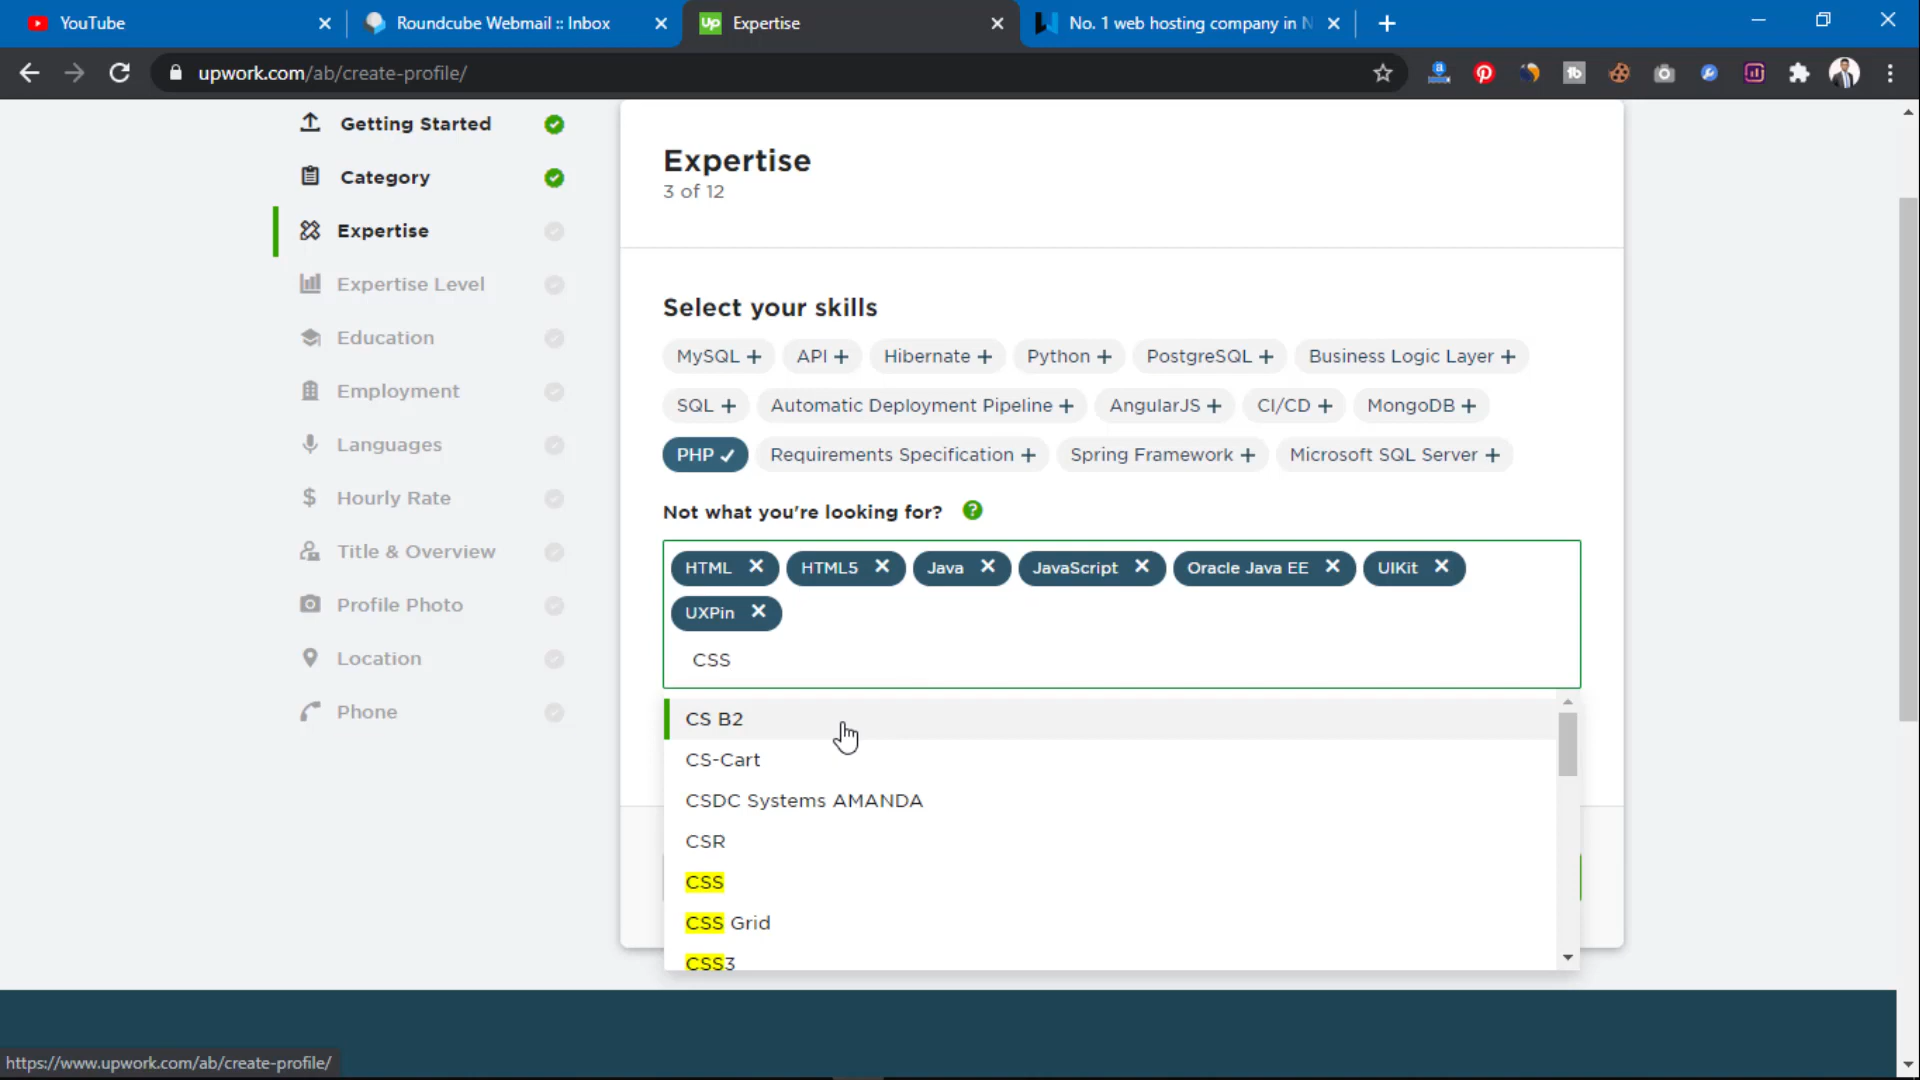 YouTube
Roundcube Webmail :: Inbox
Up Expertise
No. 1 web hosting company in N
upwork.com/ab/create-profile/
Getting Started
Category
Expertise
Expertise Level
Education
Employment
Languages
Hourly Rate
Title & Overview
Profile Photo
Location
Phone
Expertise
3 of 12
Select your skills
MySQL + API + Hibernate + Python + PostgreSQL + Business Logic Layer +
SQL + Automatic Deployment Pipeline + AngularJS + CI/CD + MongoDB +
PHP ✓ Requirements Specification + Spring Framework + Microsoft SQL Server +
Not what you're looking for? ?
HTML ✕ HTML5 ✕ Java ✕ JavaScript ✕ Oracle Java EE ✕ UIKit ✕
UXPin ✕
CSS
CS B2
CS-Cart
CSDC Systems AMANDA
CSR
CSS
CSS Grid
CSS3
https://www.upwork.com/ab/create-profile/